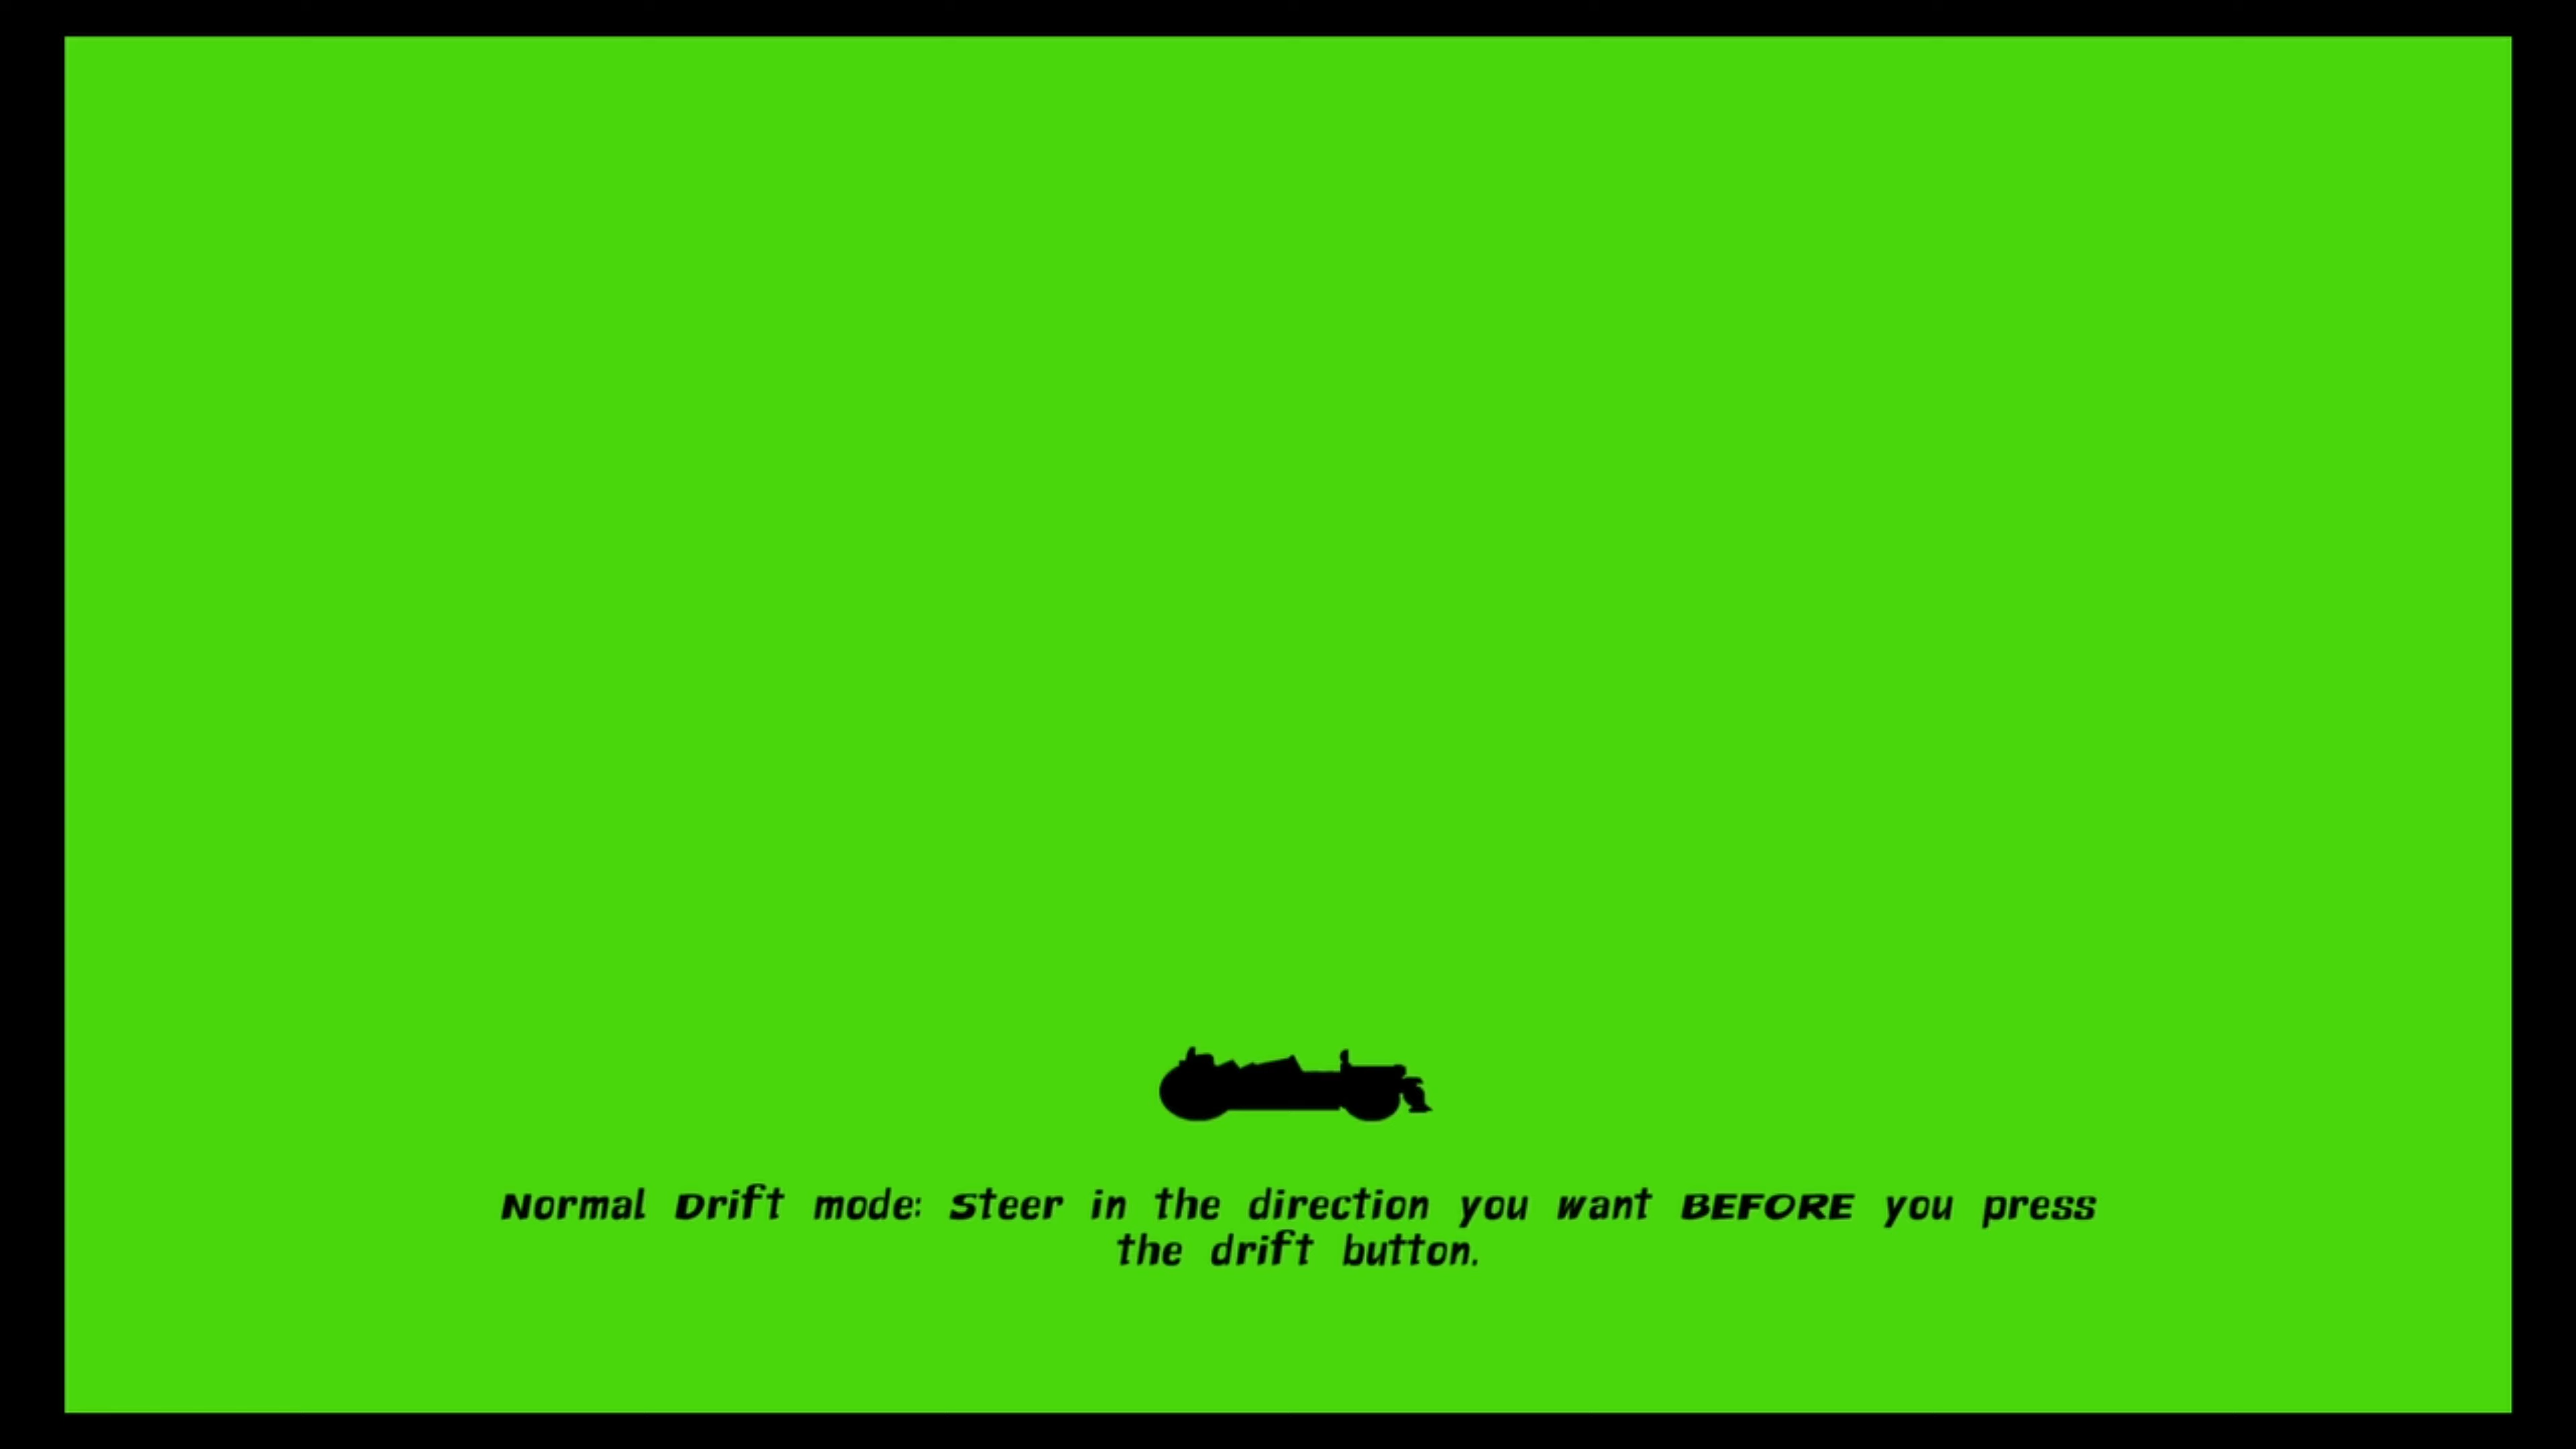 Normal Drift mode: Steer in the direction you want BEFORE you press
the drift button.